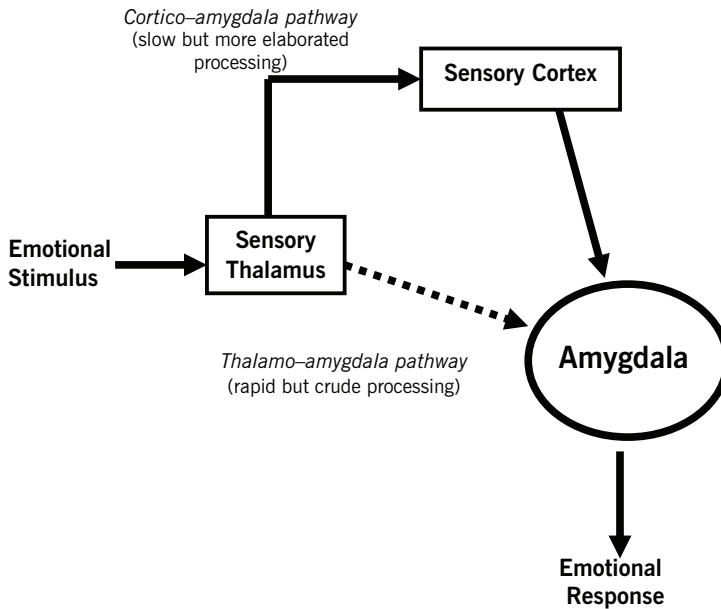 Cortico–amygdala pathway
(slow but more elaborated
processing)
Sensory Cortex
Emotional
Stimulus
Sensory
Thalamus
Thalamo–amygdala pathway
(rapid but crude processing)
Amygdala
Emotional
Response